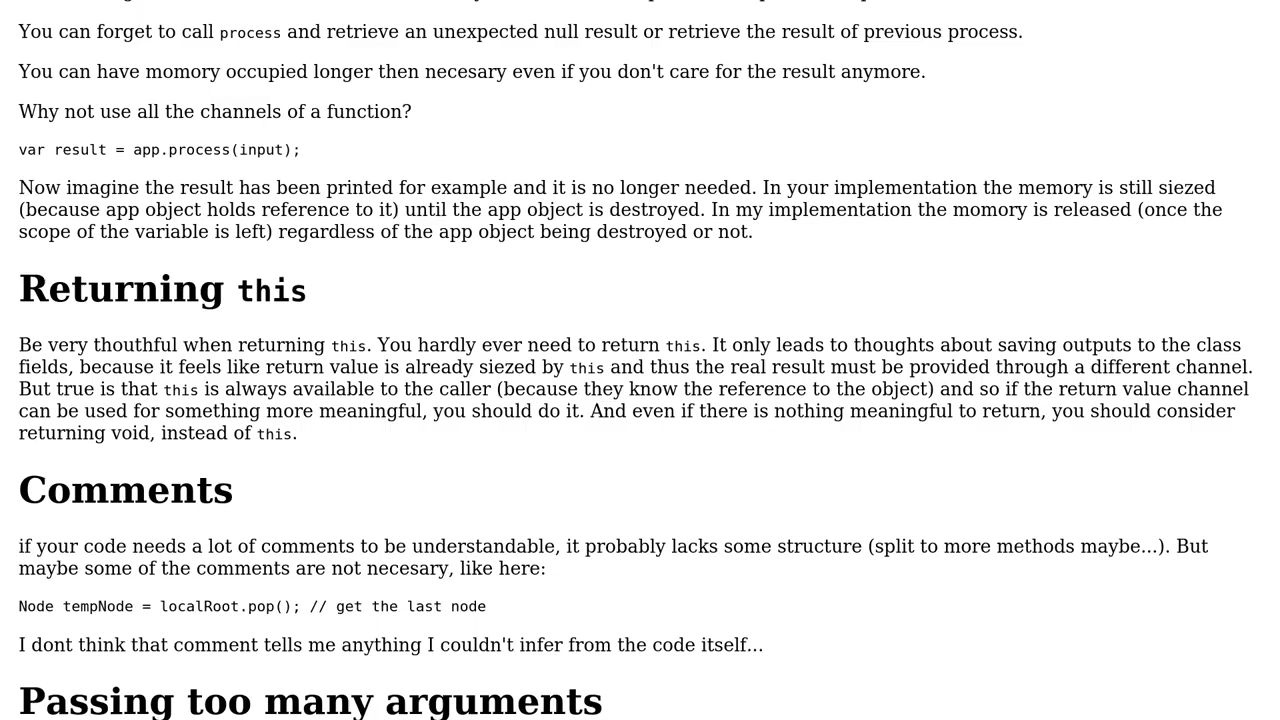 You can forget to call process and retrieve an unexpected null result or retrieve the result of previous process.
You can have momory occupied longer then necesary even if you don't care for the result anymore.
Why not use all the channels of a function?
var result = app.process(input);
Now imagine the result has been printed for example and it is no longer needed. In your implementation the memory is still siezed
(because app object holds reference to it) until the app object is destroyed. In my implementation the momory is released (once the
scope of the variable is left) regardless of the app object being destroyed or not.
Returning this
Be very thouthful when returning this. You hardly ever need to return this. It only leads to thoughts about saving outputs to the class
fields, because it feels like return value is already siezed by this and thus the real result must be provided through a different channel.
But true is that this is always available to the caller (because they know the reference to the object) and so if the return value channel
can be used for something more meaningful, you should do it. And even if there is nothing meaningful to return, you should consider
returning void, instead of this.
Comments
if your code needs a lot of comments to be understandable, it probably lacks some structure (split to more methods maybe...). But
maybe some of the comments are not necesary, like here:
Node tempNode = localRoot.pop(); // get the last node
I dont think that comment tells me anything I couldn't infer from the code itself...
Passing too many arguments